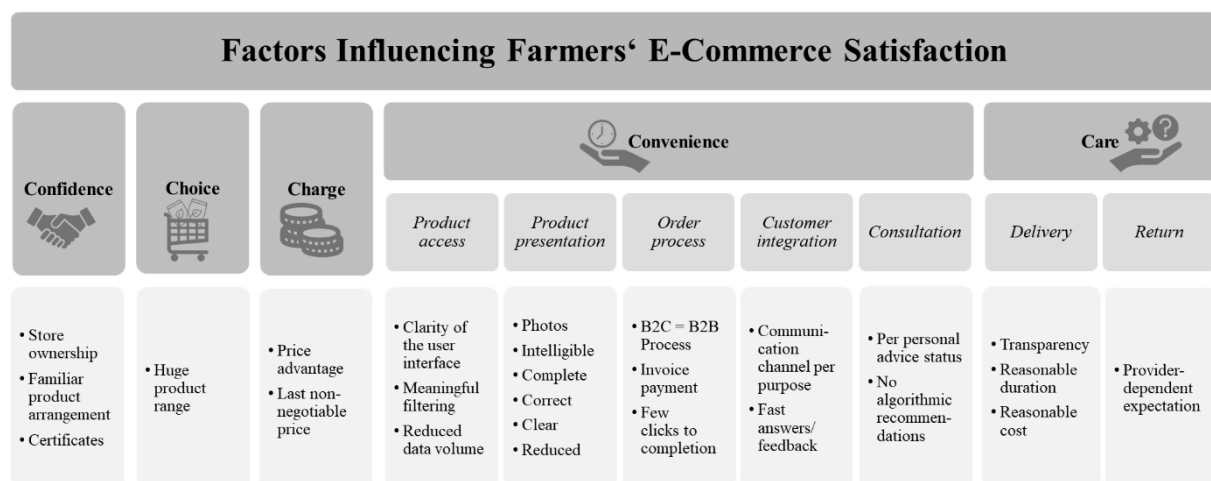 Factors Influencing Farmers‘ E-Commerce Satisfaction
Confidence
Choice
Charge
Convenience
Care
Product
access
Product
presentation
Order
process
Customer
integration
Consultation
Delivery
Return
• Store
ownership
• Familiar
product
arrangement
• Certificates
• Huge
product
range
• Price
advantage
• Last non-
negotiable
price
• Clarity of
the user
interface
• Meaningful
filtering
• Reduced
data volume
• Photos
• Intelligible
• Complete
• Correct
• Clear
• Reduced
• B2C = B2B
Process
• Invoice
payment
• Few
clicks to
completion
• Communi-
cation
channel per
purpose
• Fast
answers/
feedback
• Per personal
advice status
• No
algorithmic
recommen-
dations
• Transparency
• Reasonable
duration
• Reasonable
cost
• Provider-
dependent
expectation